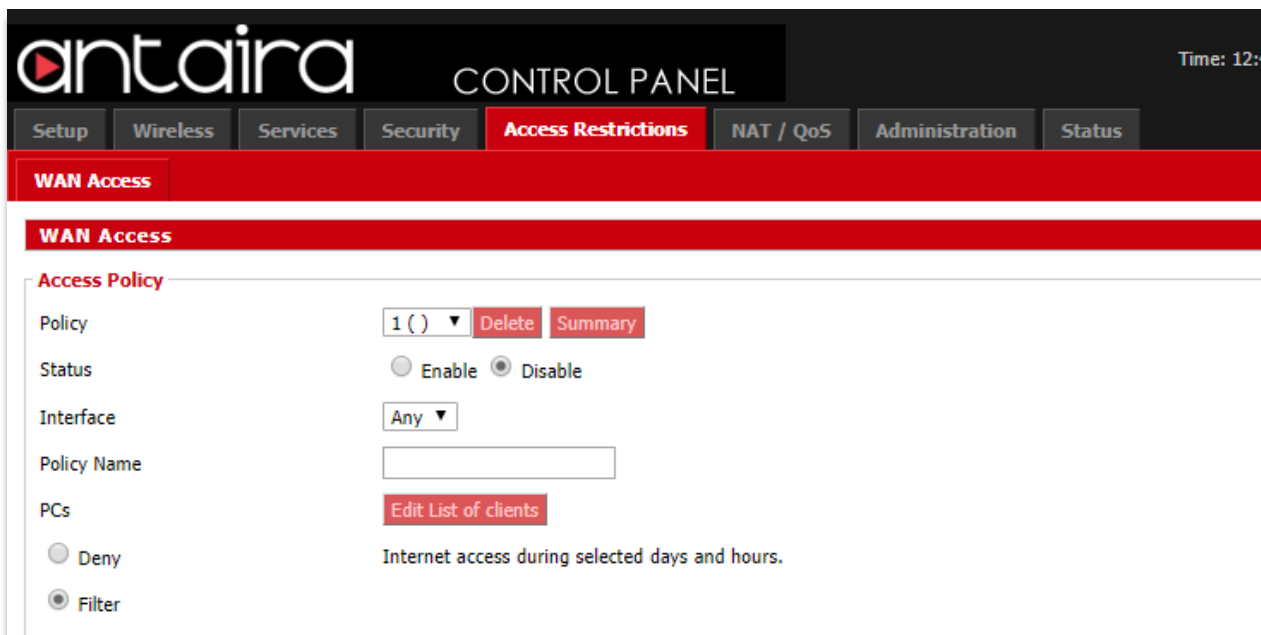 antaira CONTROL PANEL
Time: 12:
Setup Wireless Services Security Access Restrictions NAT / QoS Administration Status
WAN Access
WAN Access
Access Policy
Policy 1 ( ) Delete Summary
Status Enable Disable
Interface Any
Policy Name
PCs Edit List of clients
Deny Internet access during selected days and hours.
Filter